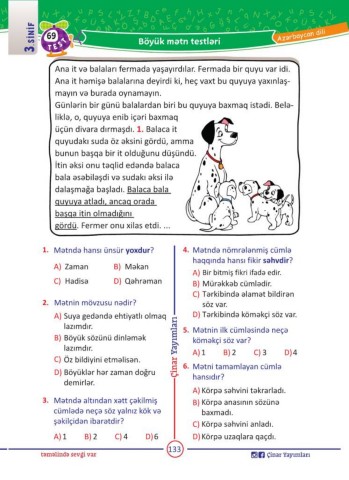 3 SİNİF
69
TEST
Böyük mətn testləri
Azərbaycan dili
Ana it və balaları fermada yaşayırdılar. Fermada bir quyu var idi.
Ana it həmişə balalarına deyirdi ki, heç vaxt bu quyuya yaxınlaş-
mayın və burada oynamayın.
Günlərin bir günü balalardan biri bu quyuya baxmaq istədi. Belə-
liklə, o, quyuya enib içəri baxmaq
üçün divara dırmaşdı. 1. Balaca it
quyudakı suda öz əksini gördü, amma
bunun başqa bir it olduğunu düşündü.
İtin əksi onu təqlid edəndə balaca
bala əsəbiləşdi və sudakı əksi ilə
dalaşmağa başladı. Balaca bala
quyuya atladı, ancaq orada
başqa itin olmadığını
gördü. Fermer onu xilas etdi. ...
1. Mətndə hansı ünsür yoxdur?
A) Zaman B) Məkan
C) Hadisə D) Qəhrəman
2. Mətnin mövzusu nədir?
A) Suya gedəndə ehtiyatlı olmaq
lazımdır.
B) Böyük sözünü dinləmək
lazımdır.
C) Öz bildiyini etməlisən.
D) Böyüklər hər zaman doğru
demirlər.
3. Mətndə altından xətt çəkilmiş
cümlədə neçə söz yalnız kök və
şəkilçidən ibarətdir?
A) 1 B) 2 C) 4 D) 6
Çinar Yayımları
4. Mətndə nömrələnmiş cümlə
haqqında hansı fikir səhvdir?
A) Bir bitmiş fikri ifadə edir.
B) Mürəkkəb cümlədir.
C) Tərkibində əlamət bildirən
söz var.
D) Tərkibində köməkçi söz var.
5. Mətnin ilk cümləsində neçə
köməkçi söz var?
A) 1 B) 2 C) 3 D) 4
6. Mətni tamamlayan cümlə
hansıdır?
A) Körpə səhvini təkrarladı.
B) Körpə anasının sözünə
baxmadı.
C) Körpə səhvini anladı.
D) Körpə uzaqlara qaçdı.
təməlində sevgi var
133
Çinar Yayımları